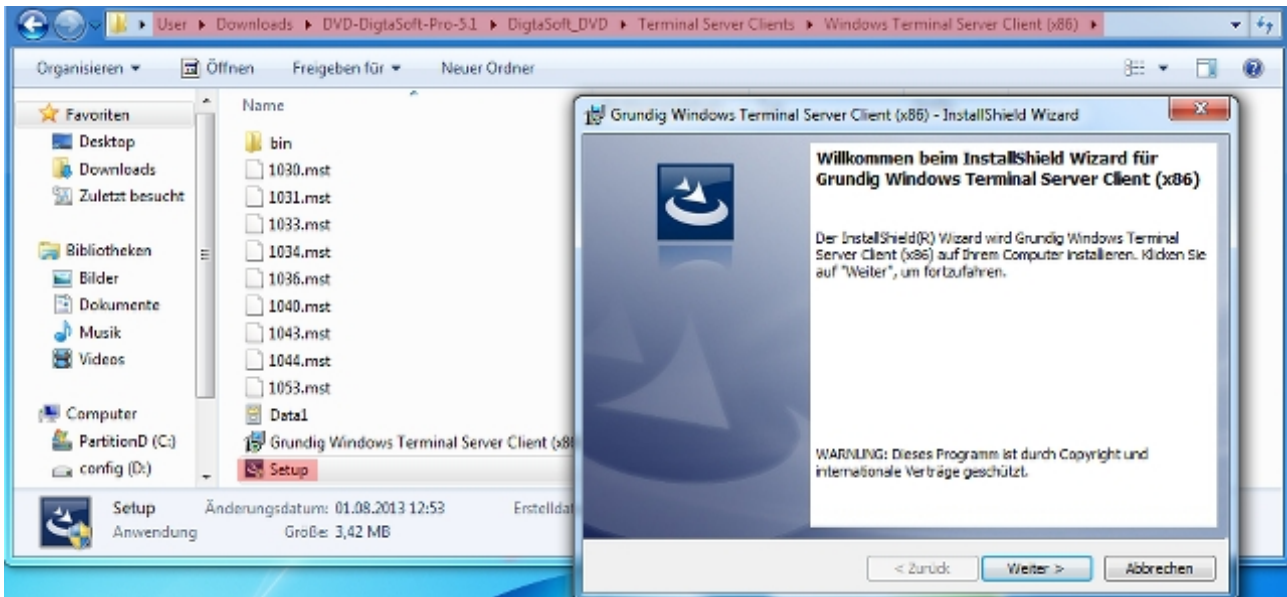 User ▸ Downloads ▸ DVD-DigtaSoft-Pro-5.1 ▸ DigtaSoft_DVD ▸ Terminal Server Clients ▸ Windows Terminal Server Client (x86) ▸
Organisieren Öffnen Freigeben für Neuer Ordner
Favoriten
Desktop
Downloads
Zuletzt besucht
Bibliotheken
Bilder
Dokumente
Musik
Videos
Computer
PartitionD (C:)
config (D:)
Name
bin
1030.mst
1031.mst
1033.mst
1034.mst
1036.mst
1040.mst
1043.mst
1044.mst
1053.mst
Data1
Grundig Windows Terminal Server Client (x86
Setup
Setup Änderungsdatum: 01.08.2013 12:53 Erstelldat
Anwendung Größe: 3,42 MB
Grundig Windows Terminal Server Client (x86) - InstallShield Wizard
Willkommen beim InstallShield Wizard für
Grundig Windows Terminal Server Client (x86)
Der InstallShield(R) Wizard wird Grundig Windows Terminal
Server Client (x86) auf Ihrem Computer installieren. Klicken Sie
auf "Weiter", um fortzufahren.
WARNUNG: Dieses Programm ist durch Copyright und
internationale Verträge geschützt.
< Zurück Weiter > Abbrechen